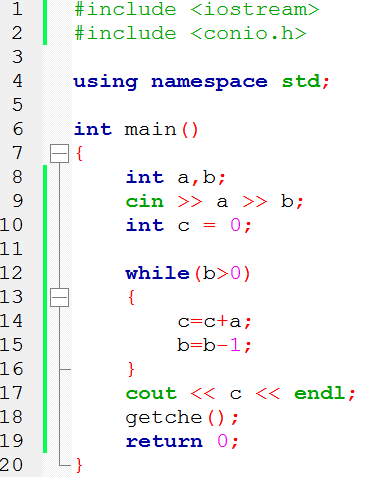 1 #include <iostream>
2 #include <conio.h>
3
4 using namespace std;
5
6 int main()
7 {
8 int a,b;
9 cin >> a >> b;
10 int c = 0;
11
12 while(b>0)
13 {
14 c=c+a;
15 b=b-1;
16 }
17 cout << c << endl;
18 getche();
19 return 0;
20 }